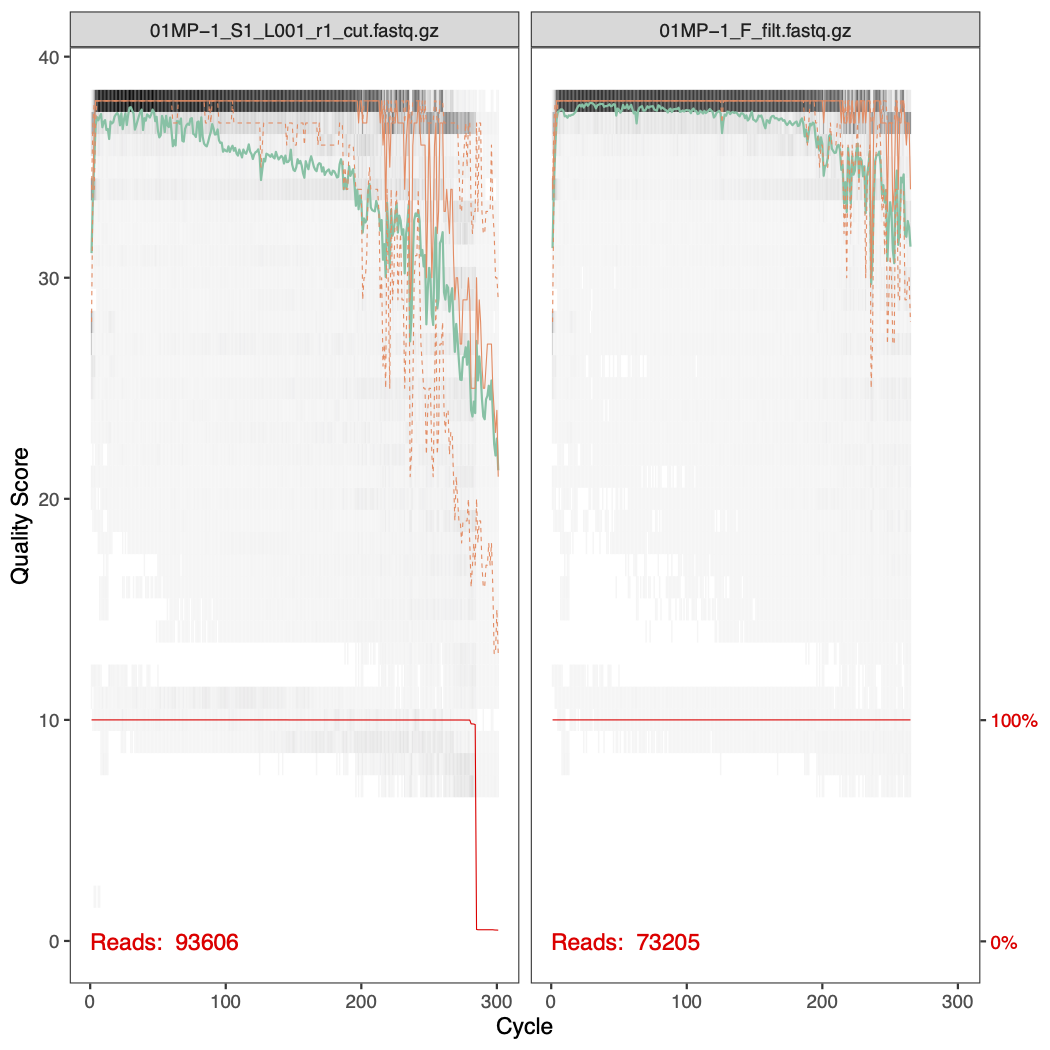 01MP−1_S1_L001_r1_cut.fastq.gz
01MP−1_F_filt.fastq.gz
40
30
20
10
0
Quality Score
100%
0%
Reads: 93606
Reads: 73205
0 100 200 300
0 100 200 300
Cycle